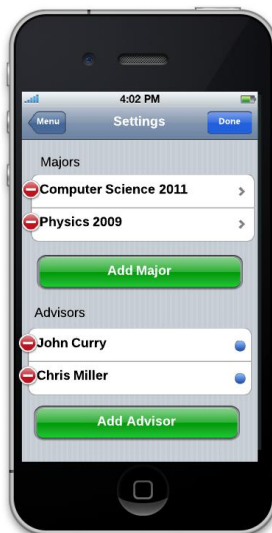 4:02 PM
Menu Settings Done
Majors
Computer Science 2011
Physics 2009
Add Major
Advisors
John Curry
Chris Miller
Add Advisor